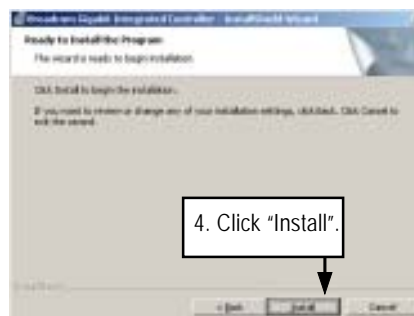 Broadcom Gigabit Integrated Controller - InstallShield Wizard
Ready to Install the Program
The wizard is ready to begin installation.
Click Install to begin the installation.
If you want to review or change any of your installation settings, click Back. Click Cancel to
exit the wizard.
4. Click "Install".
InstallShield
< Back Install Cancel